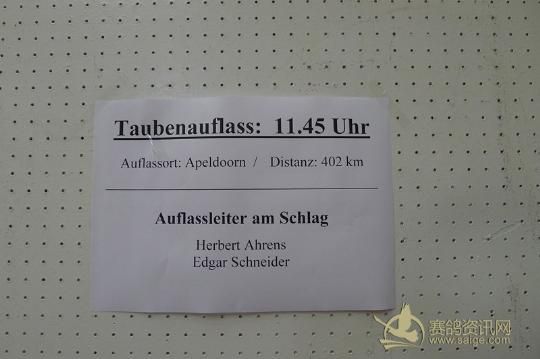 Taubenauflass: 11.45 Uhr
Auflassort: Apeldoorn / Distanz: 402 km
Auflassleiter am Schlag
Herbert Ahrens
Edgar Schneider
赛鸽资讯网
www.saige.com